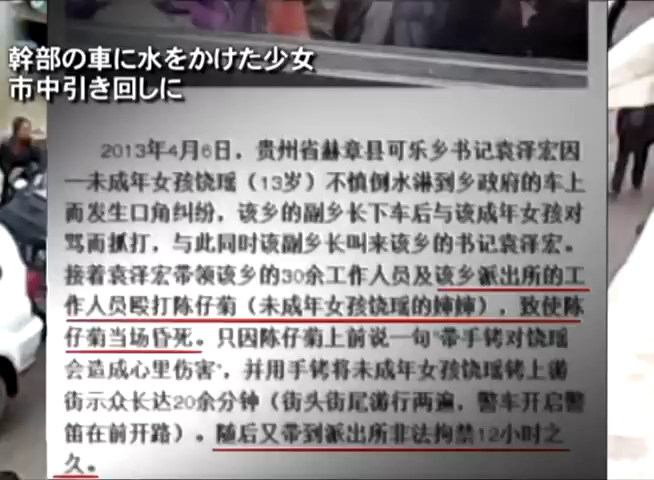 幹部の車に水をかけた少女
市中引き回しに
2013年4月6日，贵州省赫章县可乐乡书记袁泽宏因
一未成年女孩饶瑶（13岁）不慎倒水淋到乡政府的车上
而发生口角纠纷，该乡的副乡长下车后与该成年女孩对
骂而抓打，与此同时该副乡长叫来该乡的书记袁泽宏。
接着袁泽宏带领该乡的30余工作人员及该乡派出所的工
作人员殴打陈仔菊（未成年女孩饶瑶的婶婶），致使陈
仔菊当场昏死。只因陈仔菊上前说一句“带手铐对饶瑶
会造成心里伤害”，并用手铐将未成年女孩饶瑶铐上游
街示众长达20余分钟（街头街尾游行两遍，警车开启警
笛在前开路）。随后又带到派出所非法拘禁12小时之
久。